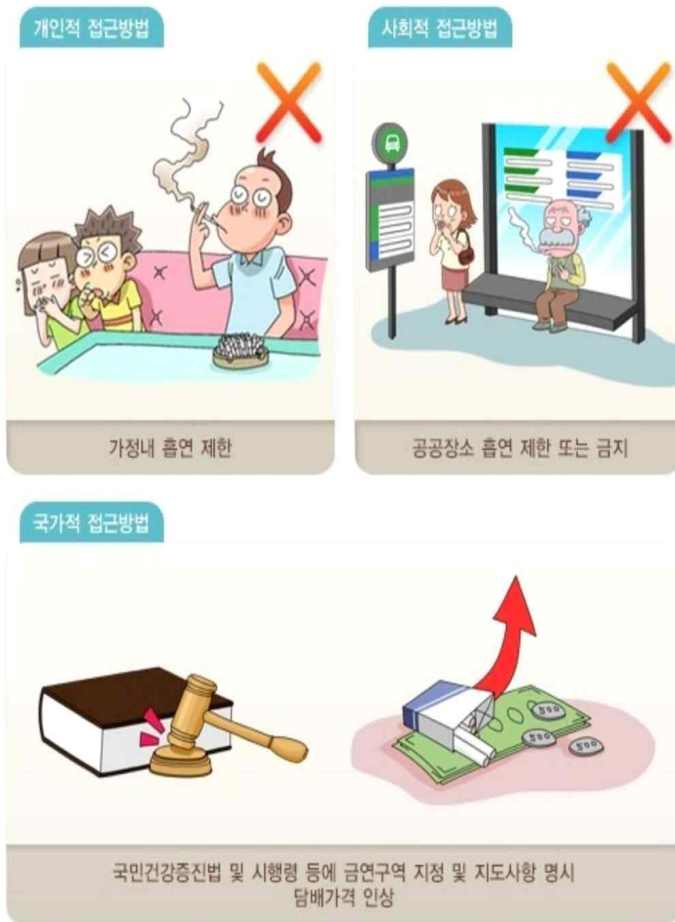 개인적 접근방법
사회적 접근방법
가정내 흡연 제한
공공장소 흡연 제한 또는 금지
국가적 접근방법
500
500
국민건강증진법 및 시행령 등에 금연구역 지정 및 지도사항 명시
담배가격 인상